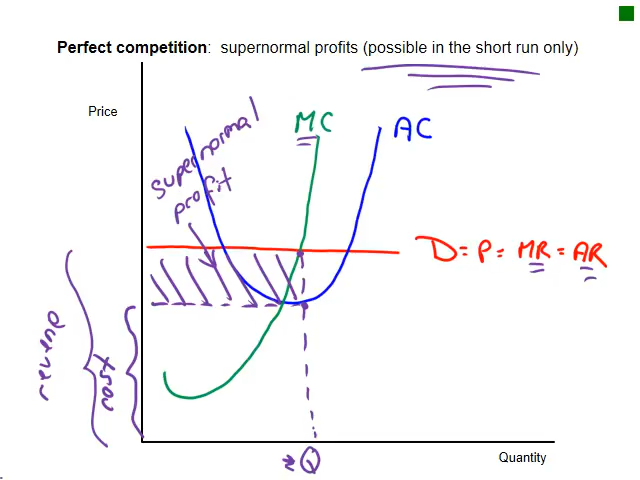 Perfect competition: supernormal profits (possible in the short run only)
Price
supernormal
profit
MC
AC
D = P = MR = AR
revenue
cost
Q
Quantity